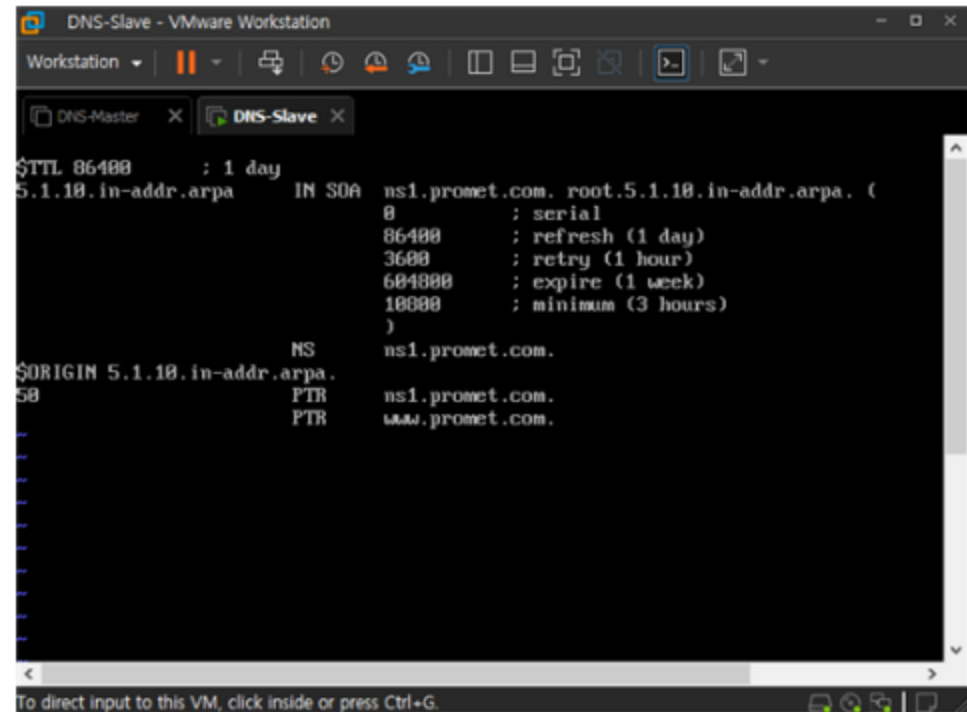 DNS-Slave - VMware Workstation
Workstation
DNS-Master
DNS-Slave
$TTL 86400 ; 1 day
5.1.10.in-addr.arpa IN SOA ns1.promet.com. root.5.1.10.in-addr.arpa. (
0 ; serial
86400 ; refresh (1 day)
3600 ; retry (1 hour)
604800 ; expire (1 week)
10800 ; minimum (3 hours)
)
NS ns1.promet.com.
$ORIGIN 5.1.10.in-addr.arpa.
50 PTR ns1.promet.com.
PTR www.promet.com.
~
~
~
~
~
~
~
~
~
~
~
To direct input to this VM, click inside or press Ctrl+G.